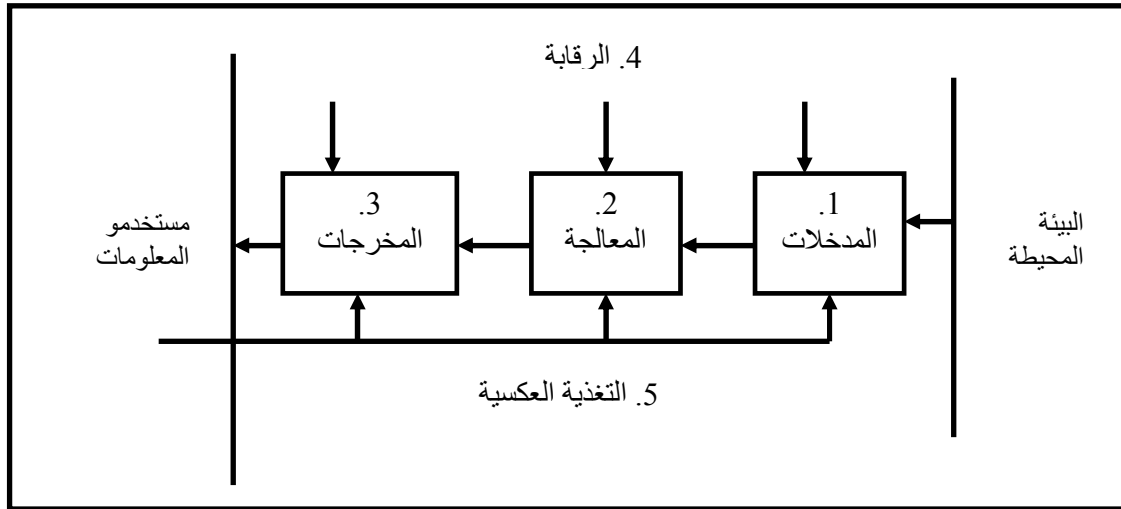 4. الرقابة
البيئة
المحيطة
1.
المدخلات
2.
المعالجة
3.
المخرجات
مستخدمو
المعلومات
5. التغذية العكسية